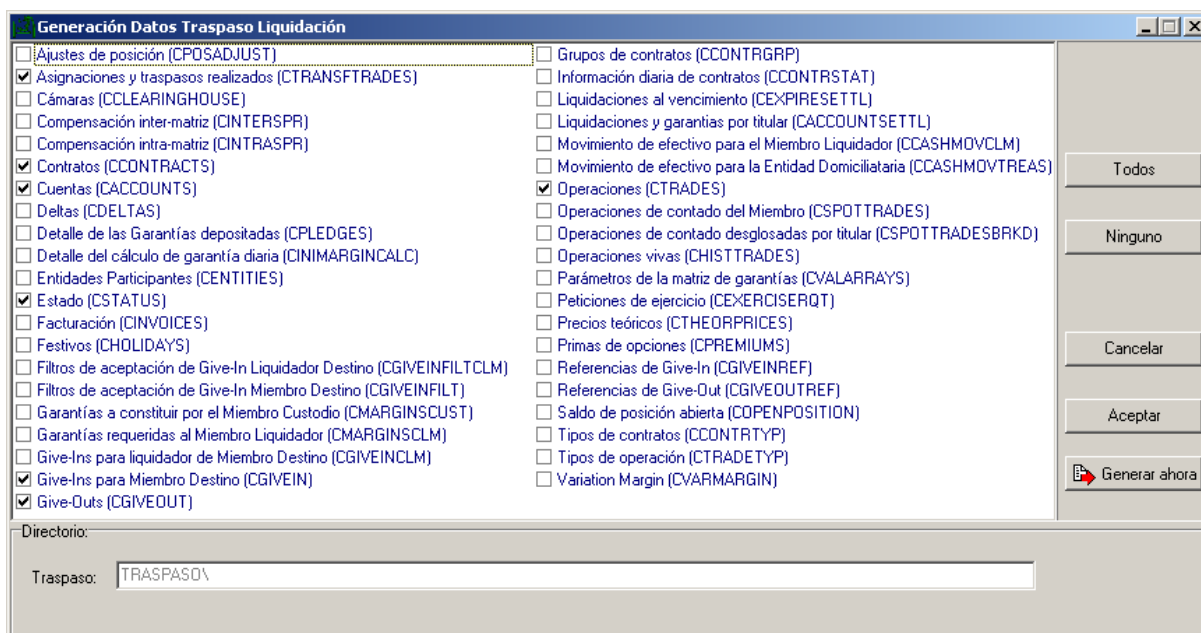 Generación Datos Traspaso Liquidación
Ajustes de posición (CPOSADJUST)
Asignaciones y traspasos realizados (CTRANSFTRADES)
Cámaras (CCLEARINGHOUSE)
Compensación inter-matriz (CINTERSPR)
Compensación intra-matriz (CINTRASPR)
Contratos (CCONTRACTS)
Cuentas (CACCOUNTS)
Deltas (CDELTAS)
Detalle de las Garantías depositadas (CPLEDGES)
Detalle del cálculo de garantía diaria (CINIMARGINCALC)
Entidades Participantes (CENTITIES)
Estado (CSTATUS)
Facturación (CINVOICES)
Festivos (CHOLIDAYS)
Filtros de aceptación de Give-In Liquidador Destino (CGIVEINFILTCLM)
Filtros de aceptación de Give-In Miembro Destino (CGIVEINFILT)
Garantías a constituir por el Miembro Custodio (CMARGINSCUST)
Garantías requeridas al Miembro Liquidador (CMARGINSCLM)
Give-Ins para liquidador de Miembro Destino (CGIVEINCLM)
Give-Ins para Miembro Destino (CGIVEIN)
Give-Outs (CGIVEOUT)
Grupos de contratos (CCONTRGRP)
Información diaria de contratos (CCONTRSTAT)
Liquidaciones al vencimiento (CEXPIRESETTL)
Liquidaciones y garantias por titular (CACCOUNTSETTL)
Movimiento de efectivo para el Miembro Liquidador (CCASHMOVCLM)
Movimiento de efectivo para la Entidad Domiciliataria (CCASHMOVTREAS)
Operaciones (CTRADES)
Operaciones de contado del Miembro (CSPOTTRADES)
Operaciones de contado desglosadas por titular (CSPOTTRADESBRKD)
Operaciones vivas (CHISTTRADES)
Parámetros de la matriz de garantías (CVALARRAYS)
Peticiones de ejercicio (CEXERCISERQT)
Precios teóricos (CTHEORPRICES)
Primas de opciones (CPREMIUMS)
Referencias de Give-In (CGIVEINREF)
Referencias de Give-Out (CGIVEOUTREF)
Saldo de posición abierta (COPENPOSITION)
Tipos de contratos (CCONTRTYP)
Tipos de operación (CTRADETYP)
Variation Margin (CVARMARGIN)
Todos
Ninguno
Cancelar
Aceptar
Generar ahora
Directorio:
Traspaso: TRASPASO\